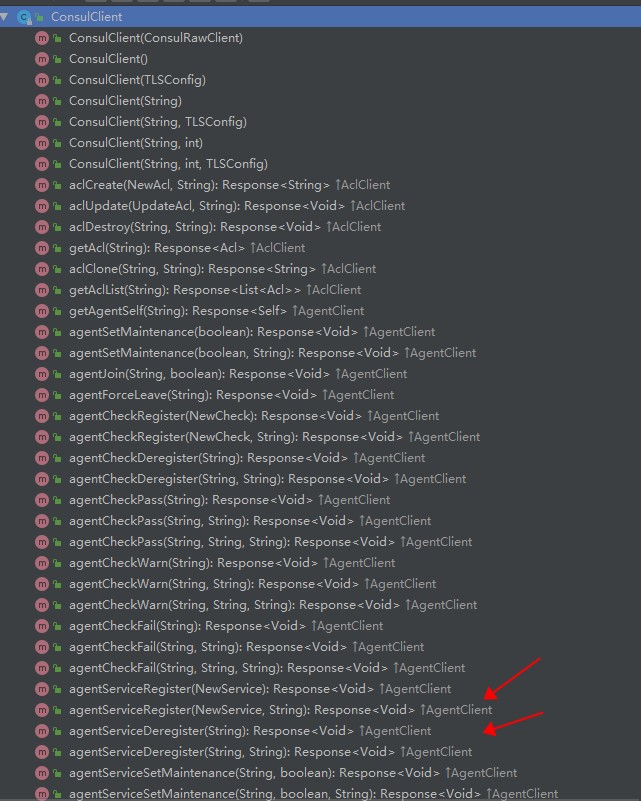 ConsulClient
ConsulClient(ConsulRawClient)
ConsulClient()
ConsulClient(TLSConfig)
ConsulClient(String)
ConsulClient(String, TLSConfig)
ConsulClient(String, int)
ConsulClient(String, int, TLSConfig)
aclCreate(NewAcl, String): Response<String> ↑AclClient
aclUpdate(UpdateAcl, String): Response<Void> ↑AclClient
aclDestroy(String, String): Response<Void> ↑AclClient
getAcl(String): Response<Acl> ↑AclClient
aclClone(String, String): Response<String> ↑AclClient
getAclList(String): Response<List<Acl>> ↑AclClient
getAgentSelf(String): Response<Self> ↑AgentClient
agentSetMaintenance(boolean): Response<Void> ↑AgentClient
agentSetMaintenance(boolean, String): Response<Void> ↑AgentClient
agentJoin(String, boolean): Response<Void> ↑AgentClient
agentForceLeave(String): Response<Void> ↑AgentClient
agentCheckRegister(NewCheck): Response<Void> ↑AgentClient
agentCheckRegister(NewCheck, String): Response<Void> ↑AgentClient
agentCheckDeregister(String): Response<Void> ↑AgentClient
agentCheckDeregister(String, String): Response<Void> ↑AgentClient
agentCheckPass(String): Response<Void> ↑AgentClient
agentCheckPass(String, String): Response<Void> ↑AgentClient
agentCheckPass(String, String, String): Response<Void> ↑AgentClient
agentCheckWarn(String): Response<Void> ↑AgentClient
agentCheckWarn(String, String): Response<Void> ↑AgentClient
agentCheckWarn(String, String, String): Response<Void> ↑AgentClient
agentCheckFail(String): Response<Void> ↑AgentClient
agentCheckFail(String, String): Response<Void> ↑AgentClient
agentCheckFail(String, String, String): Response<Void> ↑AgentClient
agentServiceRegister(NewService): Response<Void> ↑AgentClient
agentServiceRegister(NewService, String): Response<Void> ↑AgentClient
agentServiceDeregister(String): Response<Void> ↑AgentClient
agentServiceDeregister(String, String): Response<Void> ↑AgentClient
agentServiceSetMaintenance(String, boolean): Response<Void> ↑AgentClient
agentServiceSetMaintenance(String, boolean, String): Response<Void> ↑AgentClient